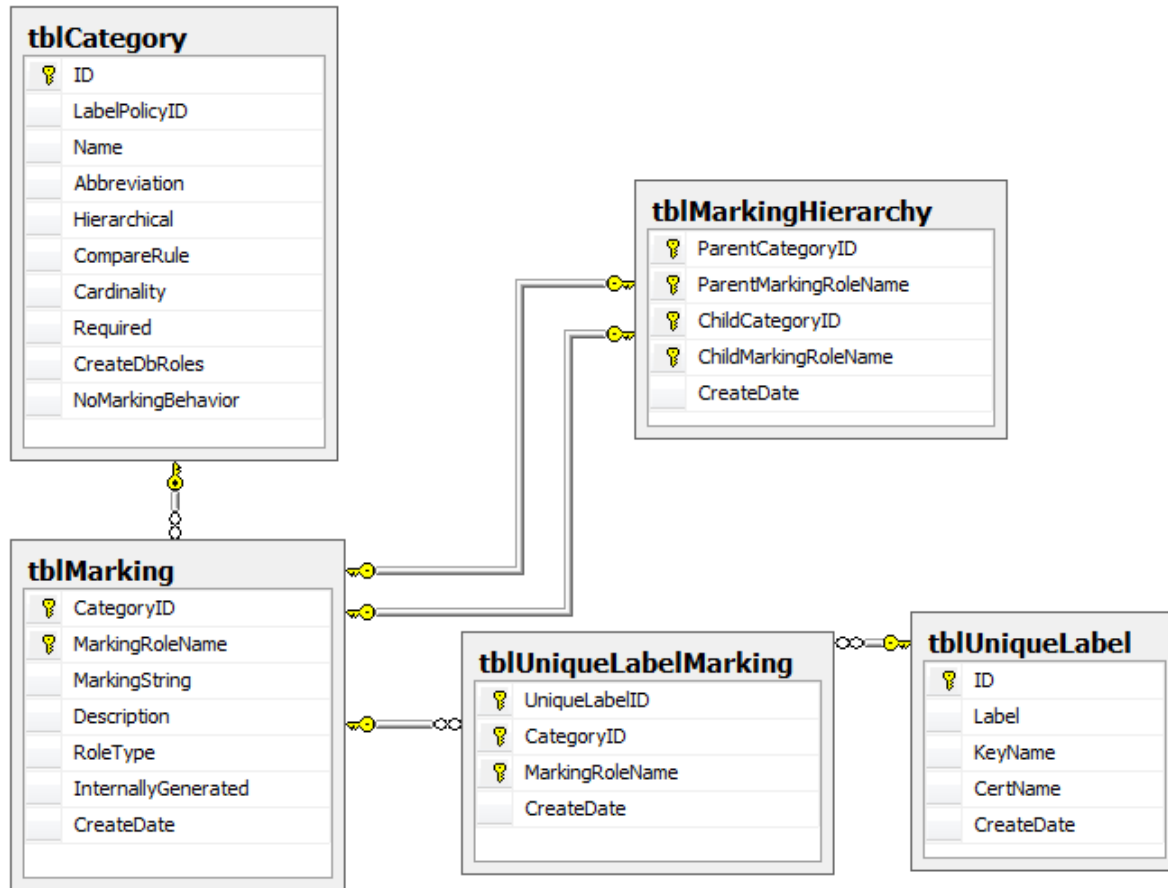 tblCategory
ID
LabelPolicyID
Name
Abbreviation
Hierarchical
CompareRule
Cardinality
Required
CreateDbRoles
NoMarkingBehavior
tblMarkingHierarchy
ParentCategoryID
ParentMarkingRoleName
ChildCategoryID
ChildMarkingRoleName
CreateDate
tblMarking
CategoryID
MarkingRoleName
MarkingString
Description
RoleType
InternallyGenerated
CreateDate
tblUniqueLabelMarking
UniqueLabelID
CategoryID
MarkingRoleName
CreateDate
tblUniqueLabel
ID
Label
KeyName
CertName
CreateDate